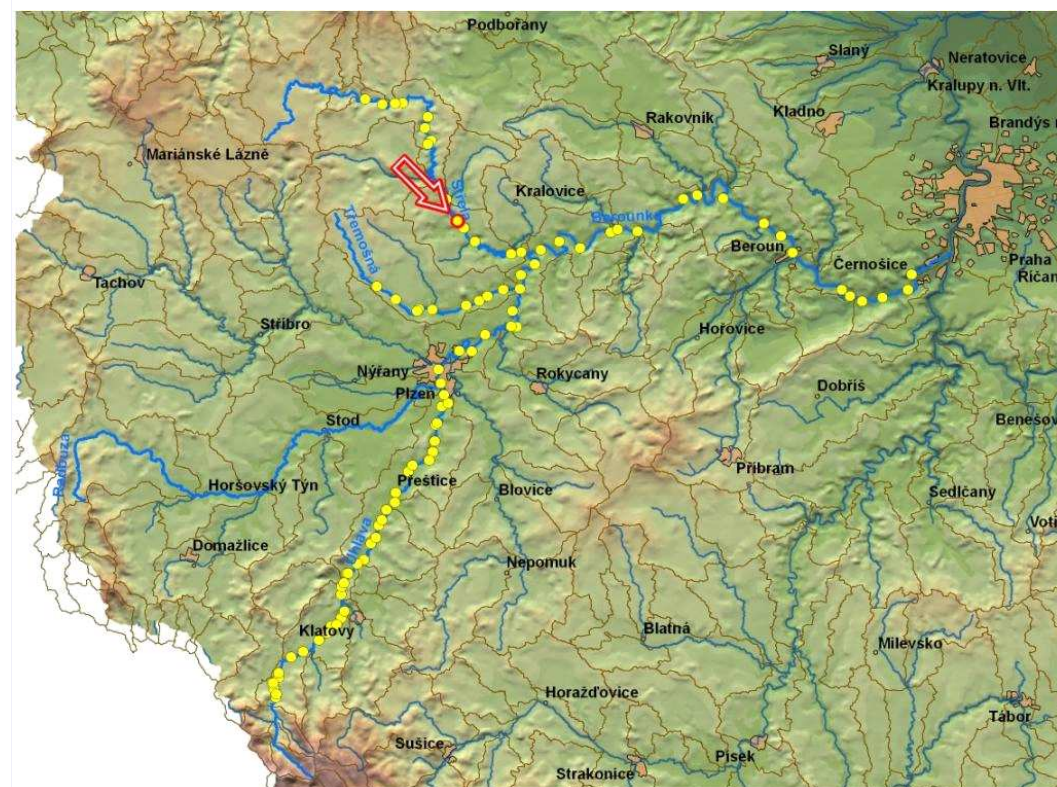 Podbořany
Slaný
Neratovice
Kralupy n. Vlt.
Kladno
Rakovník
Brandýs n
Mariánské Lázně
Kralovice
Střela
Třemošná
Berounka
Beroun
Černošice
Praha
Říčan
Tachov
Stříbro
Hořovice
Nýřany
Rokycany
Plzeň
Dobříš
Stod
Benešov
Radbuza
Příbram
Horšovský Týn
Přeštice
Blovice
Sedlčany
Úhlava
Voti
Domažlice
Nepomuk
Klatovy
Blatná
Milevsko
Horažďovice
Tábor
Sušice
Písek
Strakonice